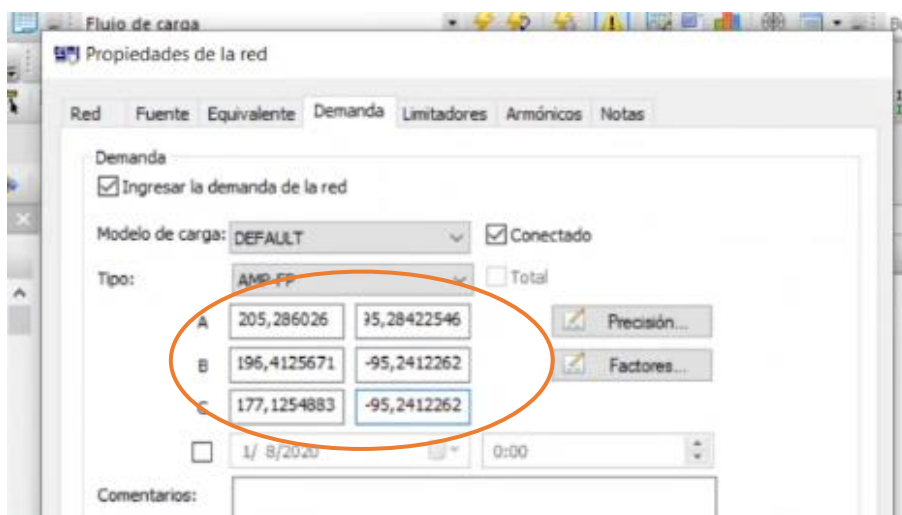 Flujo de carga
Propiedades de la red
Red Fuente Equivalente Demanda Limitadores Armónicos Notas
Demanda
Ingresar la demanda de la red
Modelo de carga: DEFAULT Conectado
Tipo: AMP-FP Total
A 205,286026 95,28422546 Precisión...
B 196,4125671 -95,2412262 Factores...
C 177,1254883 -95,2412262
1/ 8/2020 0:00
Comentarios: